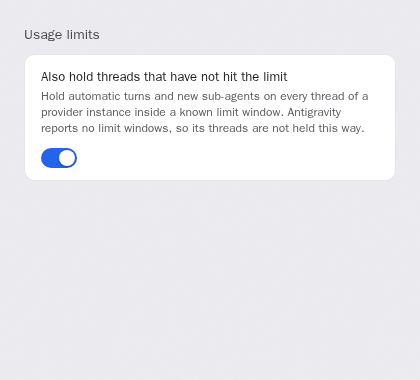 Usage limits
Also hold threads that have not hit the limit
Hold automatic turns and new sub-agents on every thread of a
provider instance inside a known limit window. Antigravity
reports no limit windows, so its threads are not held this way.